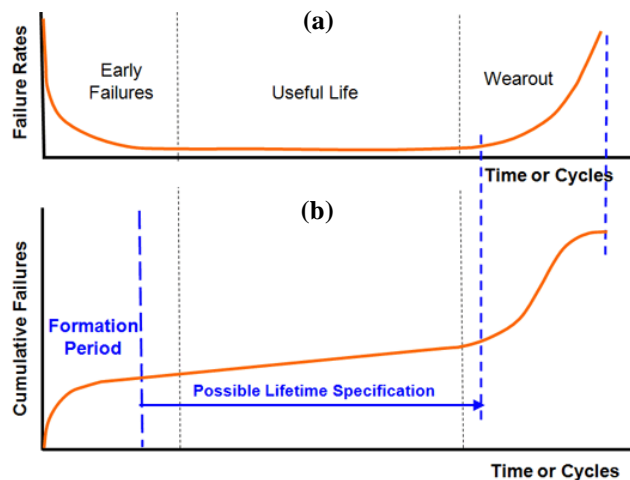 (a)
Failure Rates
Early
Failures
Useful Life
Wearout
Time or Cycles
(b)
Cumulative Failures
Formation
Period
Possible Lifetime Specification
Time or Cycles